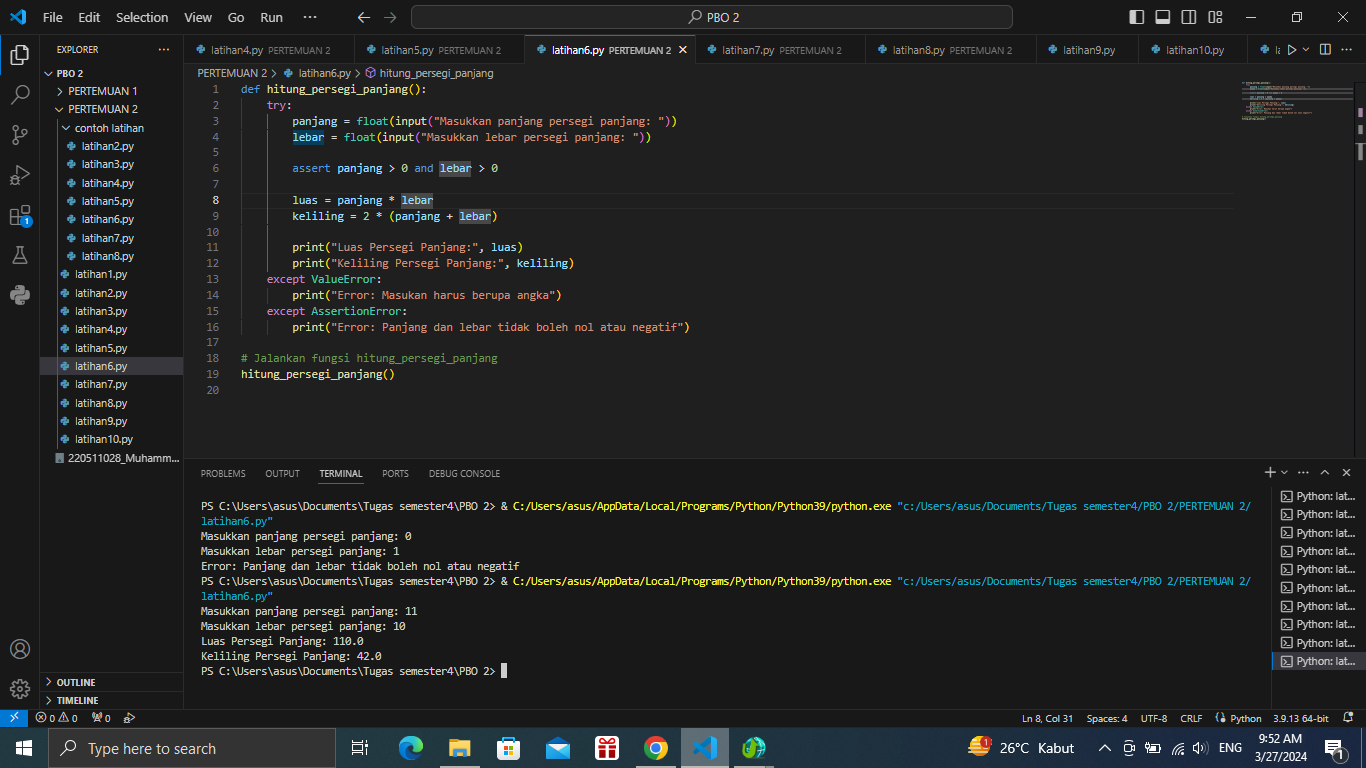 File Edit Selection View Go Run ··· PBO 2
EXPLORER
PBO 2
PERTEMUAN 1
PERTEMUAN 2
contoh latihan
latihan2.py
latihan3.py
latihan4.py
latihan5.py
latihan6.py
latihan7.py
latihan8.py
latihan1.py
latihan2.py
latihan3.py
latihan4.py
latihan5.py
latihan6.py
latihan7.py
latihan8.py
latihan9.py
latihan10.py
220511028_Muhamm...
OUTLINE
TIMELINE
1
latihan4.py PERTEMUAN 2 latihan5.py PERTEMUAN 2 latihan6.py PERTEMUAN 2 latihan7.py PERTEMUAN 2 latihan8.py PERTEMUAN 2 latihan9.py latihan10.py
PERTEMUAN 2 > latihan6.py > hitung_persegi_panjang
1 def hitung_persegi_panjang():
2 try:
3 panjang = float(input("Masukkan panjang persegi panjang: "))
4 lebar = float(input("Masukkan lebar persegi panjang: "))
5
6 assert panjang > 0 and lebar > 0
7
8 luas = panjang * lebar
9 keliling = 2 * (panjang + lebar)
10
11 print("Luas Persegi Panjang:", luas)
12 print("Keliling Persegi Panjang:", keliling)
13 except ValueError:
14 print("Error: Masukan harus berupa angka")
15 except AssertionError:
16 print("Error: Panjang dan lebar tidak boleh nol atau negatif")
17
18 # Jalankan fungsi hitung_persegi_panjang
19 hitung_persegi_panjang()
20
PROBLEMS OUTPUT TERMINAL PORTS DEBUG CONSOLE
PS C:\Users\asus\Documents\Tugas semester4\PBO 2> & C:/Users/asus/AppData/Local/Programs/Python/Python39/python.exe "c:/Users/asus/Documents/Tugas semester4/PBO 2/PERTEMUAN 2/
latihan6.py"
Masukkan panjang persegi panjang: 0
Masukkan lebar persegi panjang: 1
Error: Panjang dan lebar tidak boleh nol atau negatif
PS C:\Users\asus\Documents\Tugas semester4\PBO 2> & C:/Users/asus/AppData/Local/Programs/Python/Python39/python.exe "c:/Users/asus/Documents/Tugas semester4/PBO 2/PERTEMUAN 2/
latihan6.py"
Masukkan panjang persegi panjang: 11
Masukkan lebar persegi panjang: 10
Luas Persegi Panjang: 110.0
Keliling Persegi Panjang: 42.0
PS C:\Users\asus\Documents\Tugas semester4\PBO 2>
Python: lat...
Python: lat...
Python: lat...
Python: lat...
Python: lat...
Python: lat...
Python: lat...
Python: lat...
Python: lat...
Python: lat...
0 0 0 Ln 8, Col 31 Spaces: 4 UTF-8 CRLF Python 3.9.13 64-bit
Type here to search 1 26°C Kabut ENG 9:52 AM
3/27/2024 1